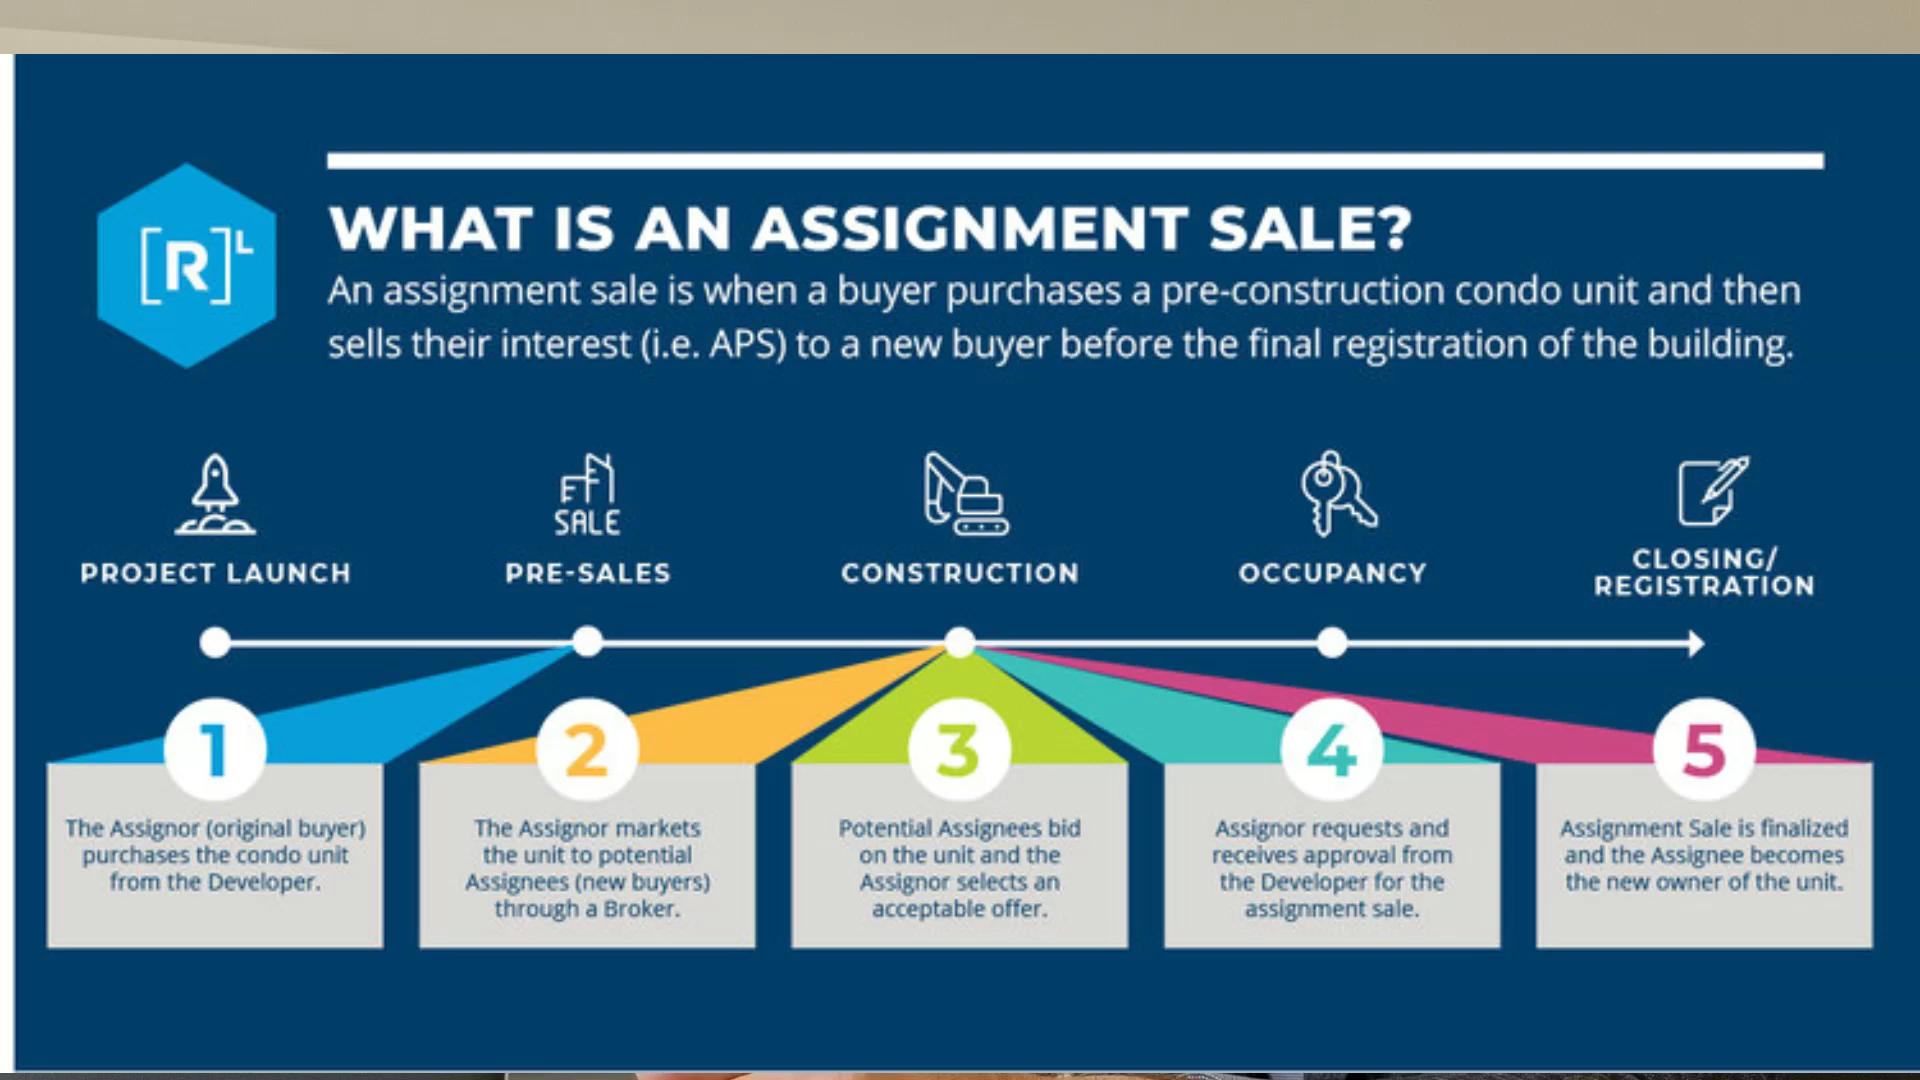 [R]L
WHAT IS AN ASSIGNMENT SALE?
An assignment sale is when a buyer purchases a pre-construction condo unit and then
sells their interest (i.e. APS) to a new buyer before the final registration of the building.
SALE
PROJECT LAUNCH
PRE-SALES
CONSTRUCTION
OCCUPANCY
CLOSING/
REGISTRATION
1
The Assignor (original buyer)
purchases the condo unit
from the Developer.
2
The Assignor markets
the unit to potential
Assignees (new buyers)
through a Broker.
3
Potential Assignees bid
on the unit and the
Assignor selects an
acceptable offer.
4
Assignor requests and
receives approval from
the Developer for the
assignment sale.
5
Assignment Sale is finalized
and the Assignee becomes
the new owner of the unit.